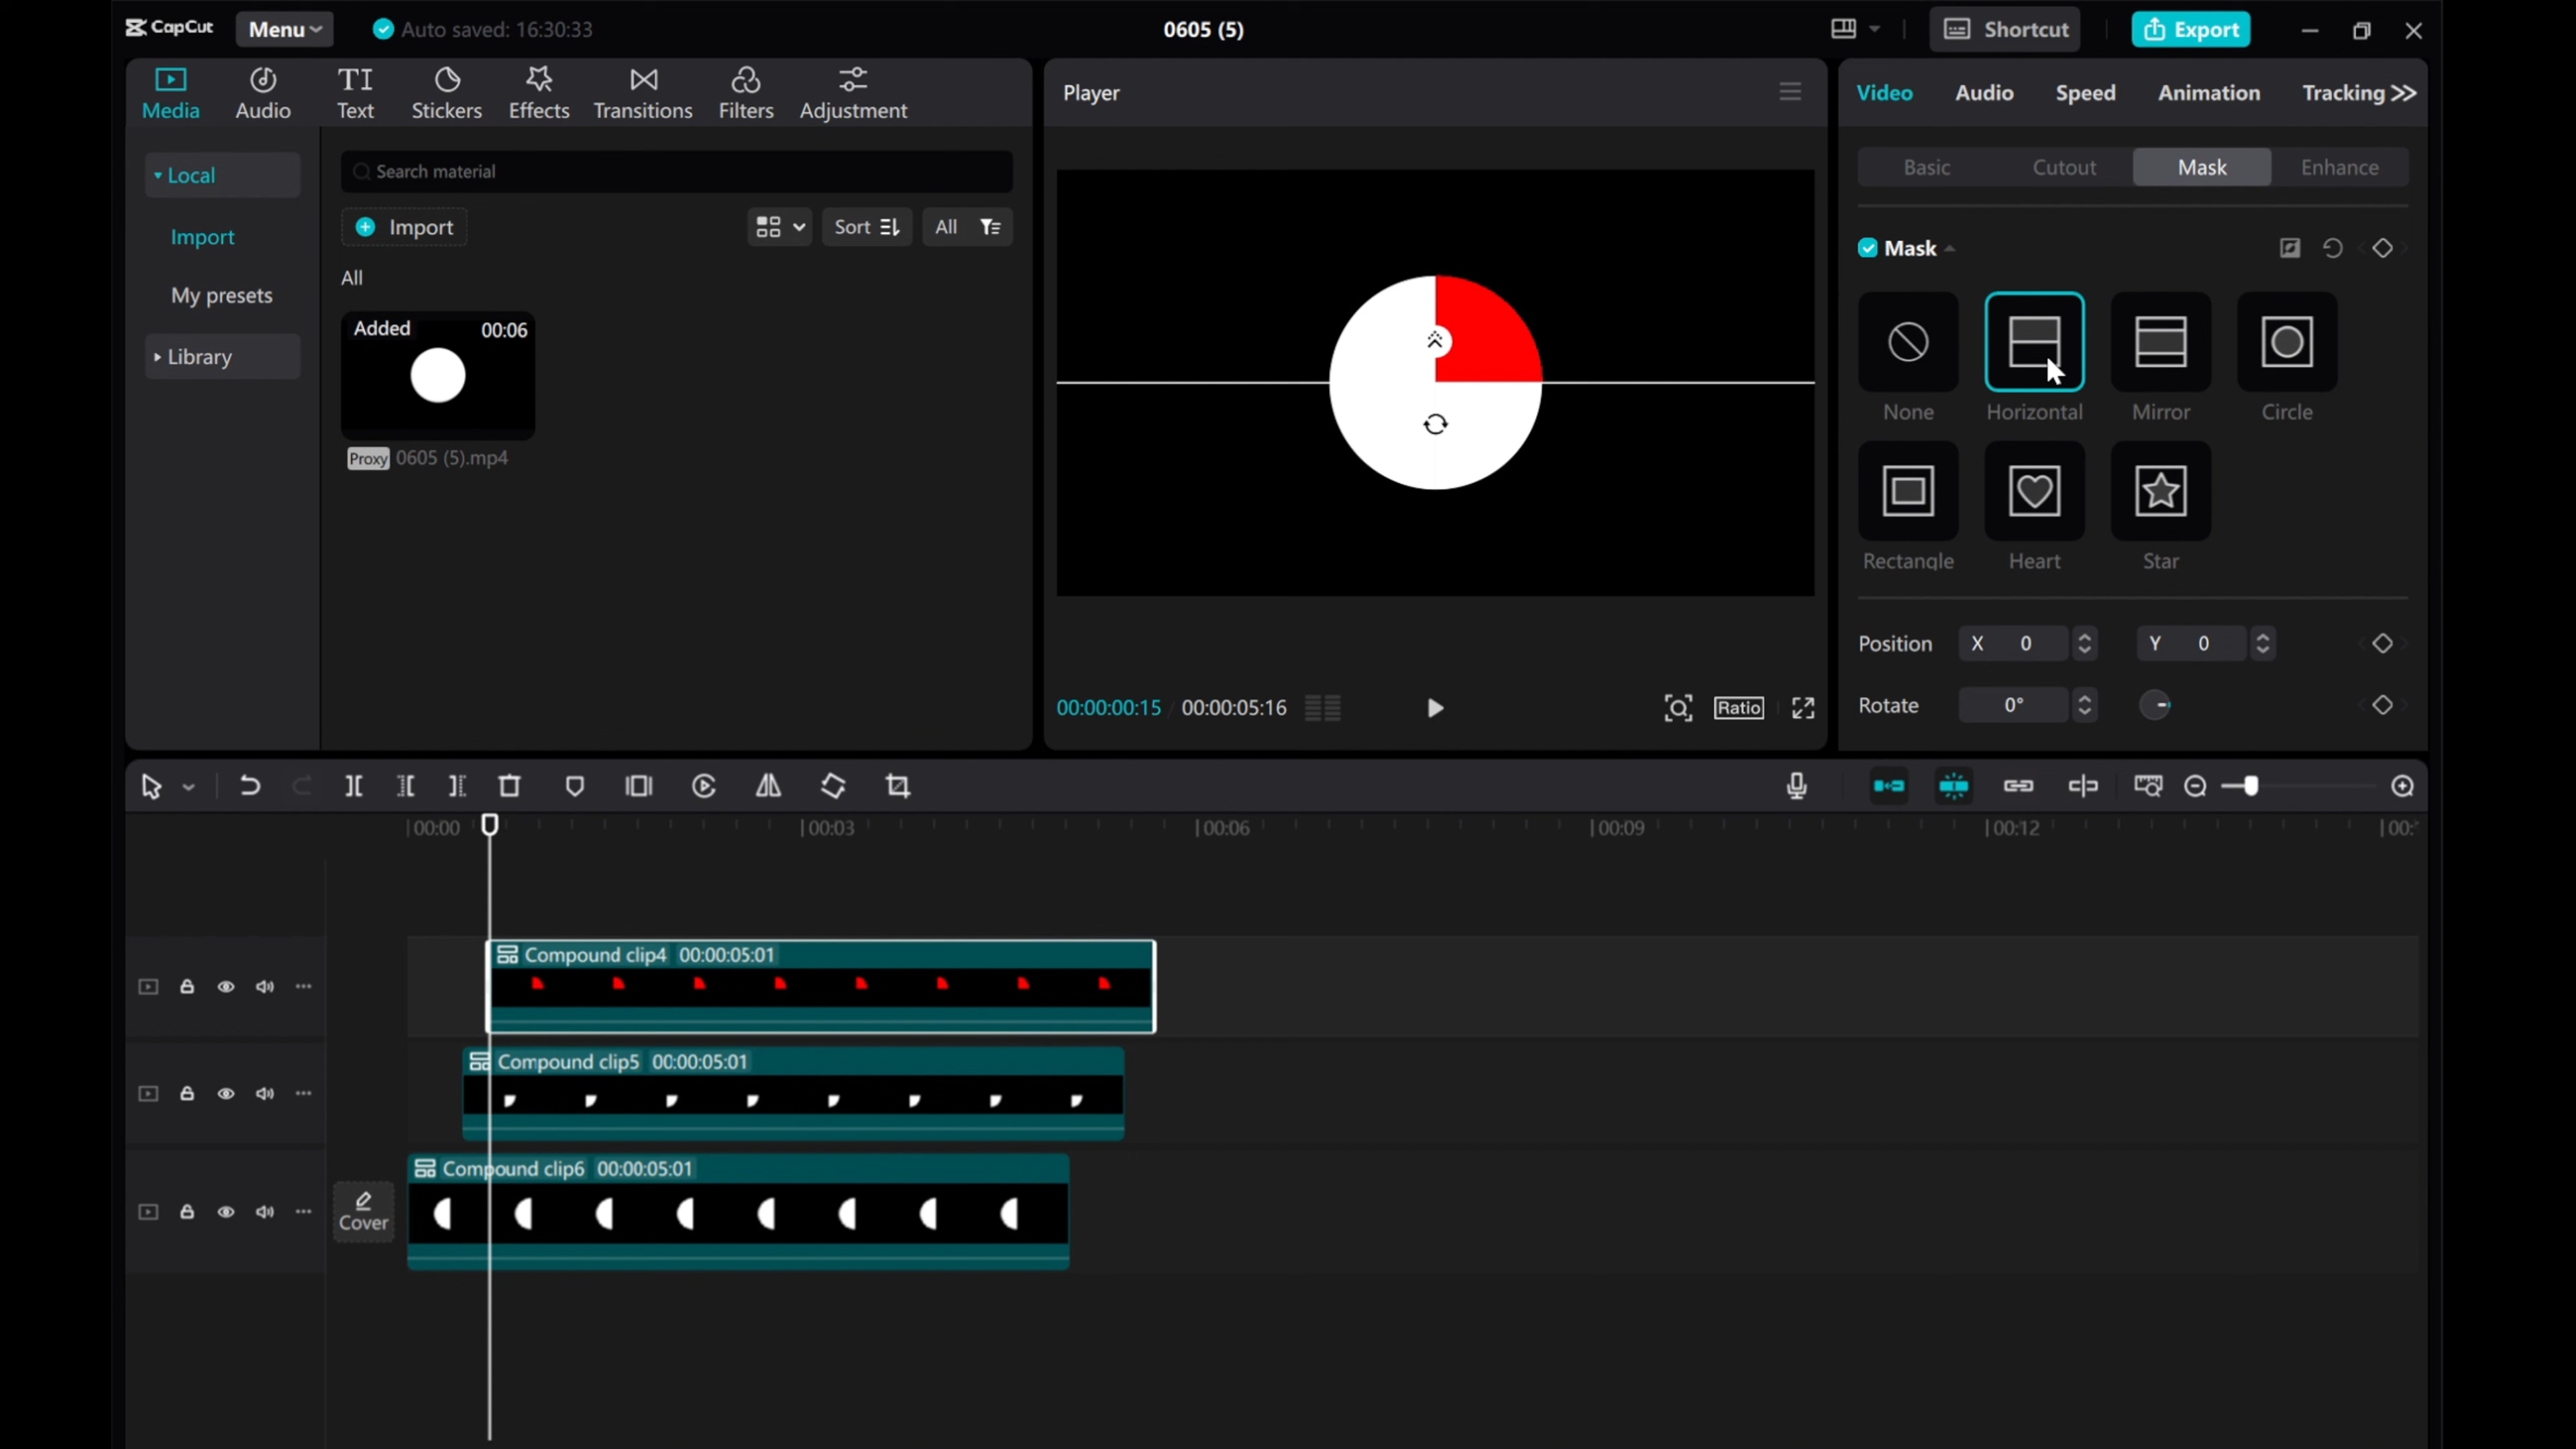 CapCut Menu Auto saved: 16:30:33 0605 (5) Shortcut Export
Media Audio TI Text Stickers Effects Transitions Filters Adjustment
Local
Import
My presets
Library
Search material
Import Sort All
All
Added 00:06
Proxy 0605 (5).mp4
Player
00:00:00:15 / 00:00:05:16 Ratio
Video Audio Speed Animation Tracking
Basic Cutout Mask Enhance
Mask
None Horizontal Mirror Circle
Rectangle Heart Star
Position X 0 Y 0
Rotate 0°
00:00 00:03 00:06 00:09 00:12 00:
Compound clip4 00:00:05:01
Compound clip5 00:00:05:01
Compound clip6 00:00:05:01
Cover